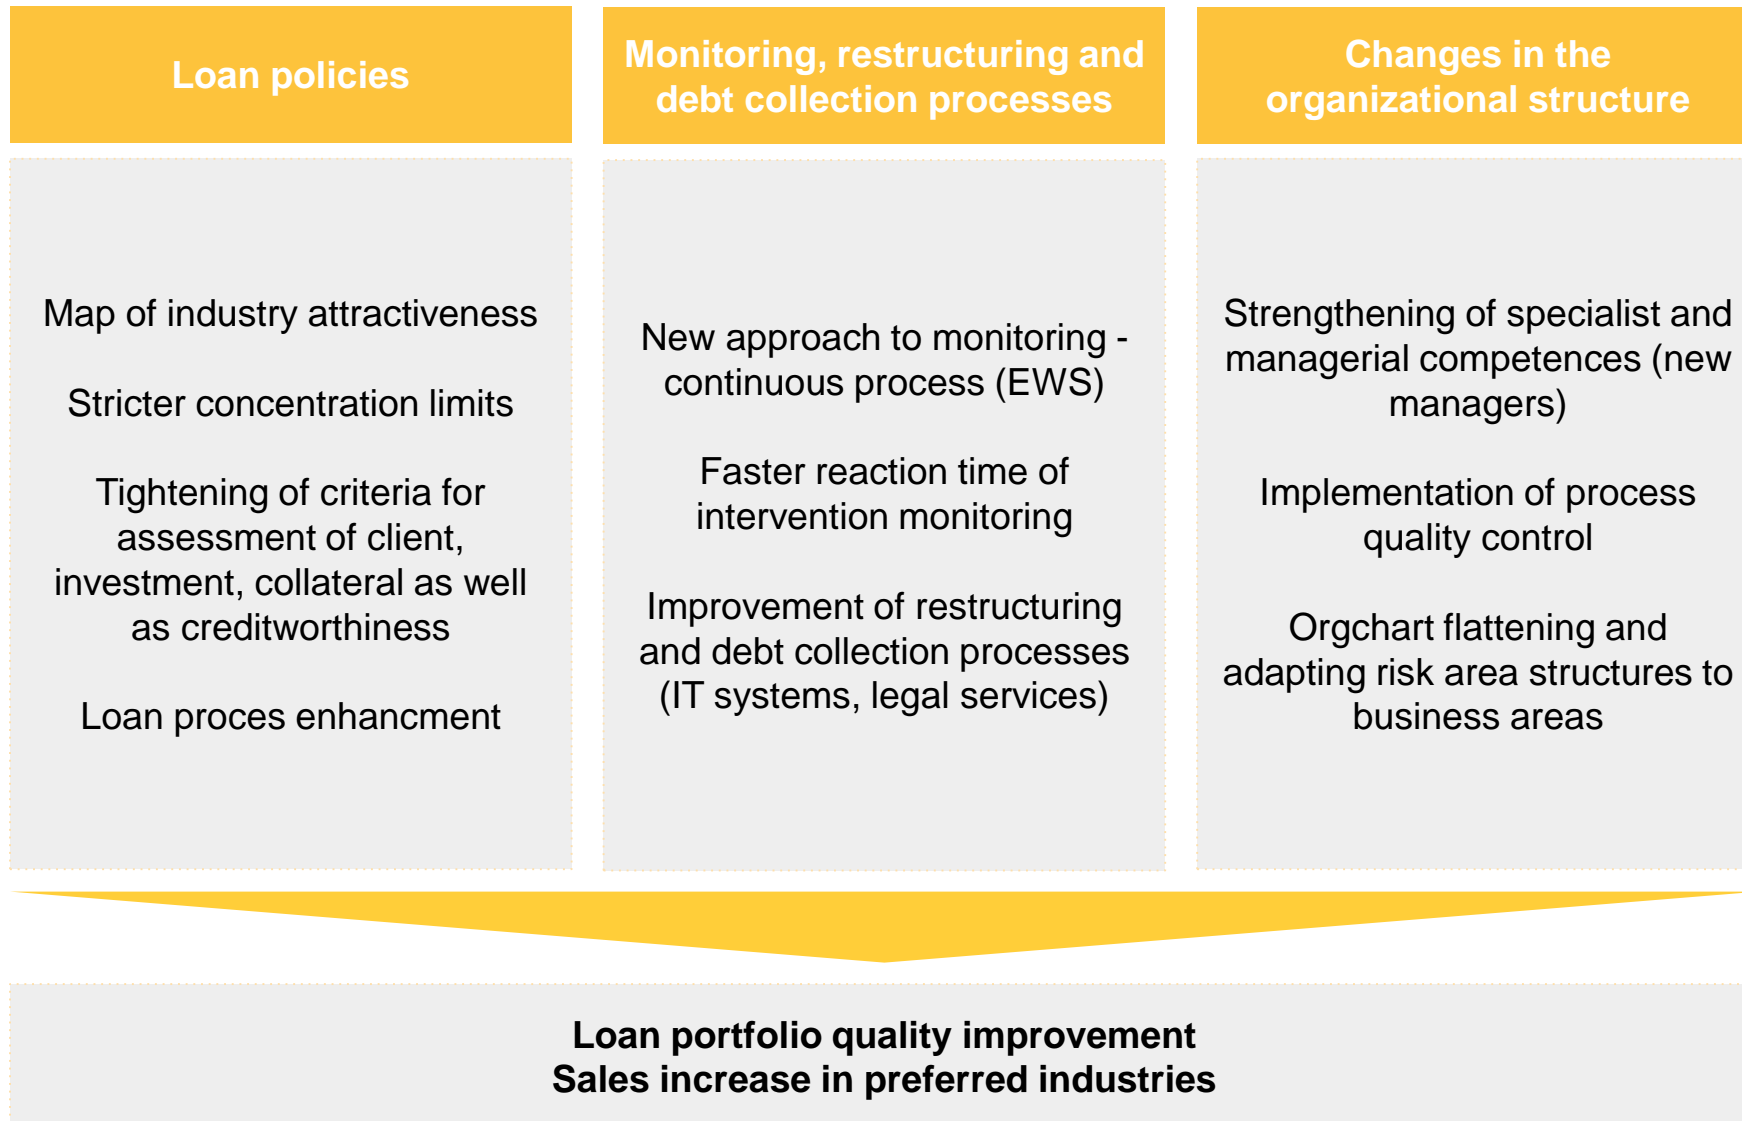 Loan policies
Monitoring, restructuring and
debt collection processes
Changes in the
organizational structure
Map of industry attractiveness
Stricter concentration limits
Tightening of criteria for
assessment of client,
investment, collateral as well
as creditworthiness
Loan proces enhancment
New approach to monitoring -
continuous process (EWS)
Faster reaction time of
intervention monitoring
Improvement of restructuring
and debt collection processes
(IT systems, legal services)
Strengthening of specialist and
managerial competences (new
managers)
Implementation of process
quality control
Orgchart flattening and
adapting risk area structures to
business areas
Loan portfolio quality improvement
Sales increase in preferred industries